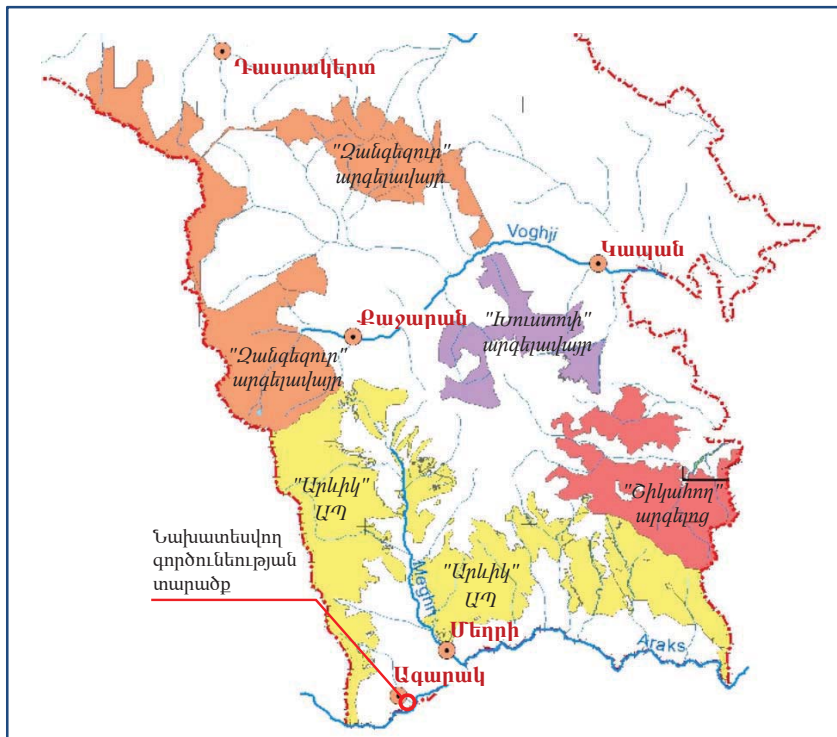 Դաստակերտ
"Զանգեզուր"
արգելավայր
Voghji
Կապան
Քաջարան
"Խուստուփ"
արգելավայր
"Զանգեզուր"
արգելավայր
"Արևիկ"
ԱՊ
"Շիկահող"
արգելոց
Նախատեսվող
գործունեության
տարածք
Meghri
"Արևիկ"
ԱՊ
Մեղրի
Araks
Ագարակ